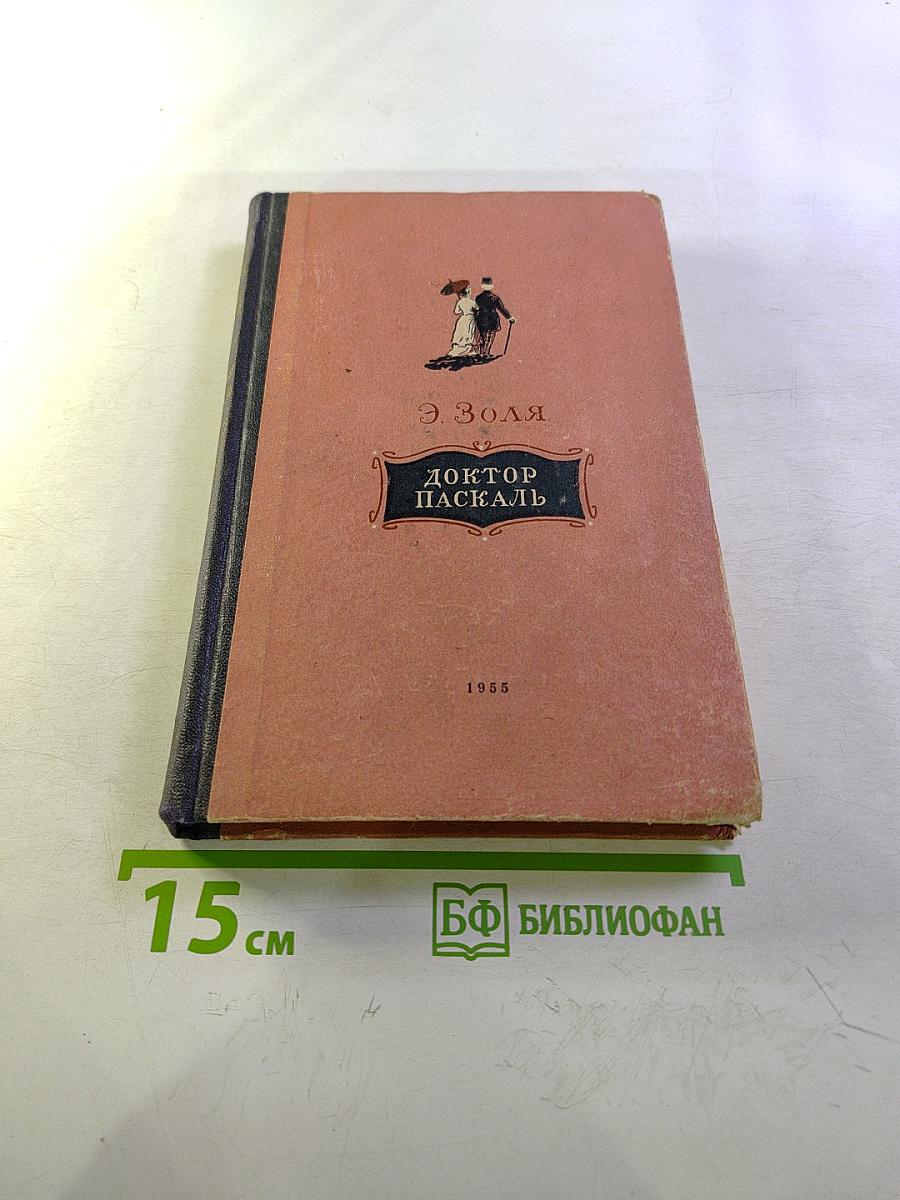 Э. Золя
ДОКТОР
ПАСКАЛЬ
1955
15 см
БФ БИБЛИОФАН